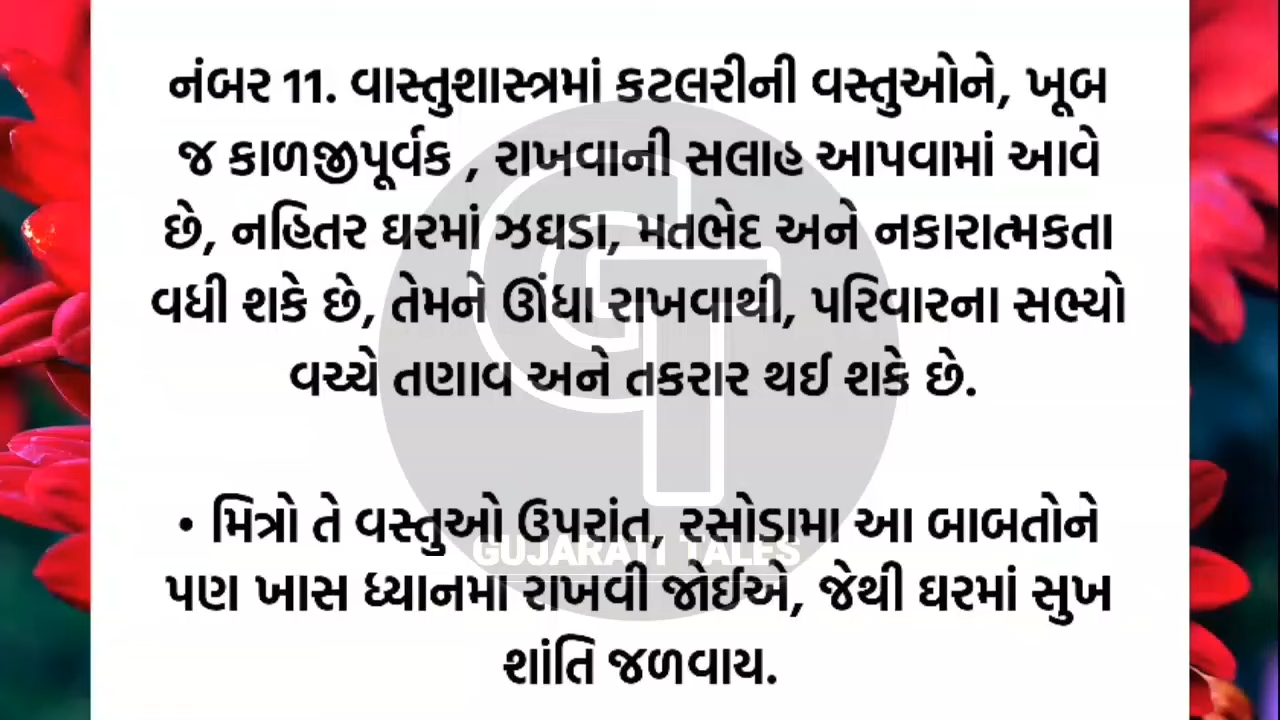 નંબર 11. વાસ્તુશાસ્ત્રમાં કટલરીની વસ્તુઓને, ખૂબ
જ કાળજીપૂર્વક , રાખવાની સલાહ આપવામાં આવે
છે, નહિતર ઘરમાં ઝઘડા, મતભેદ અને નકારાત્મકતા
વધી શકે છે, તેમને ઊંધા રાખવાથી, પરિવારના સભ્યો
વચ્ચે તણાવ અને તકરાર થઈ શકે છે.
• મિત્રો તે વસ્તુઓ ઉપરાંત, રસોડામા આ બાબતોને
GUJARATI TALES
પણ ખાસ ધ્યાનમા રાખવી જોઈએ, જેથી ઘરમાં સુખ
શાંતિ જળવાય.